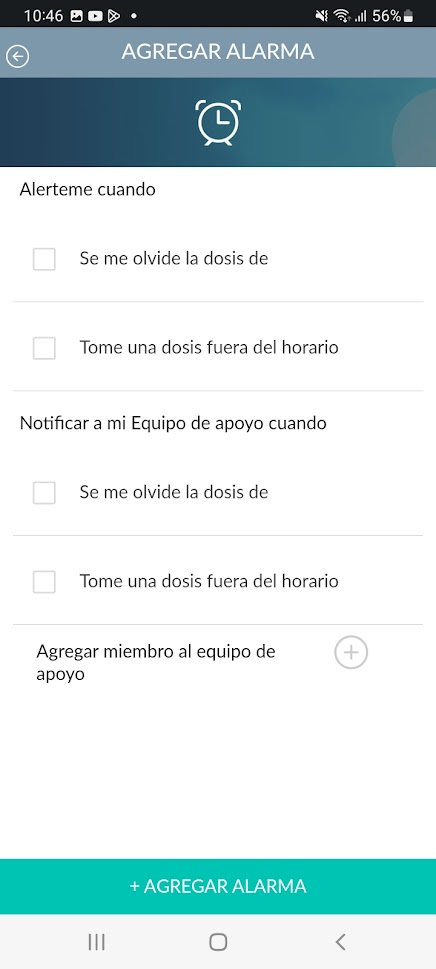 10:46
56%
AGREGAR ALARMA
Alerteme cuando
Se me olvide la dosis de
Tome una dosis fuera del horario
Notificar a mi Equipo de apoyo cuando
Se me olvide la dosis de
Tome una dosis fuera del horario
Agregar miembro al equipo de
apoyo
+ AGREGAR ALARMA